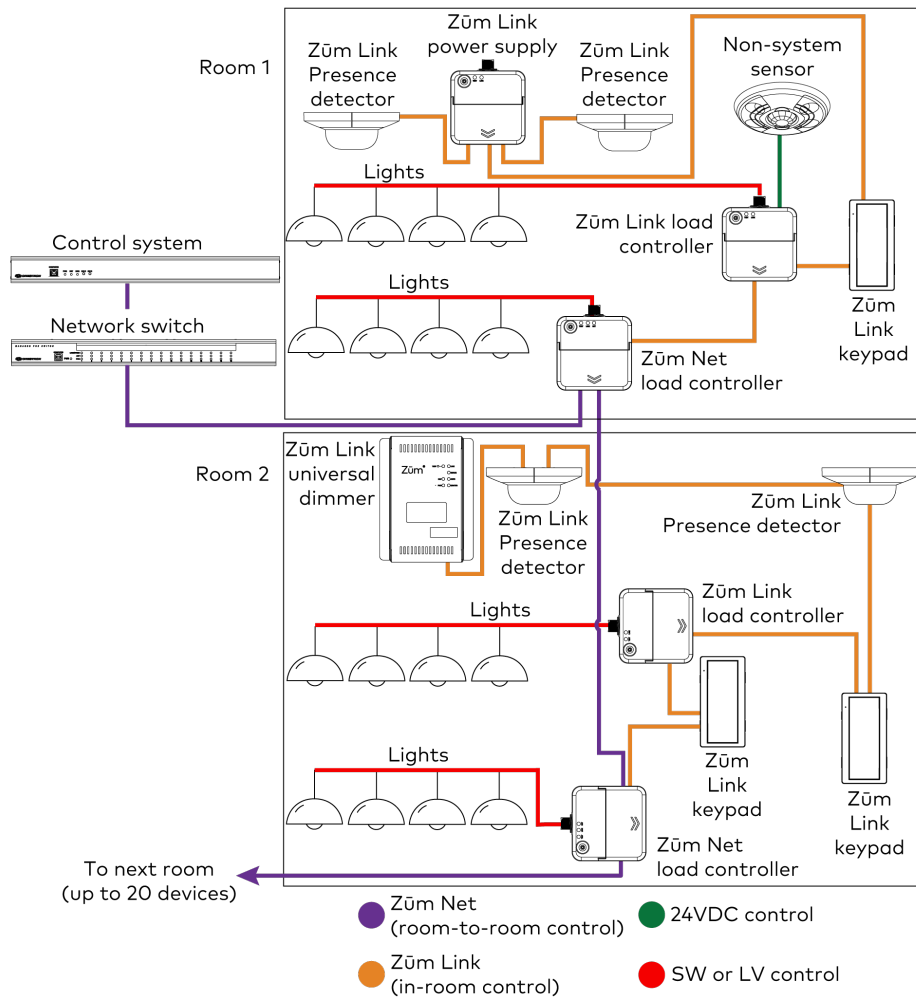 Room 1
Zūm Link
Presence
detector
Zūm Link
power supply
Zūm Link
Presence
detector
Non-system
sensor
Lights
Zūm Link load
controller
Zūm
Link
keypad
Control system
Network switch
Lights
Zūm Net
load controller
Room 2
Zūm Link
universal
dimmer
Zūm
Zūm Link
Presence
detector
Zūm Link
Presence detector
Lights
Zūm Link
load controller
Zūm
Link
keypad
Zūm
Link
keypad
Lights
Zūm Net
load controller
To next room
(up to 20 devices)
Zūm Net
(room-to-room control)
24VDC control
Zūm Link
(in-room control)
SW or LV control